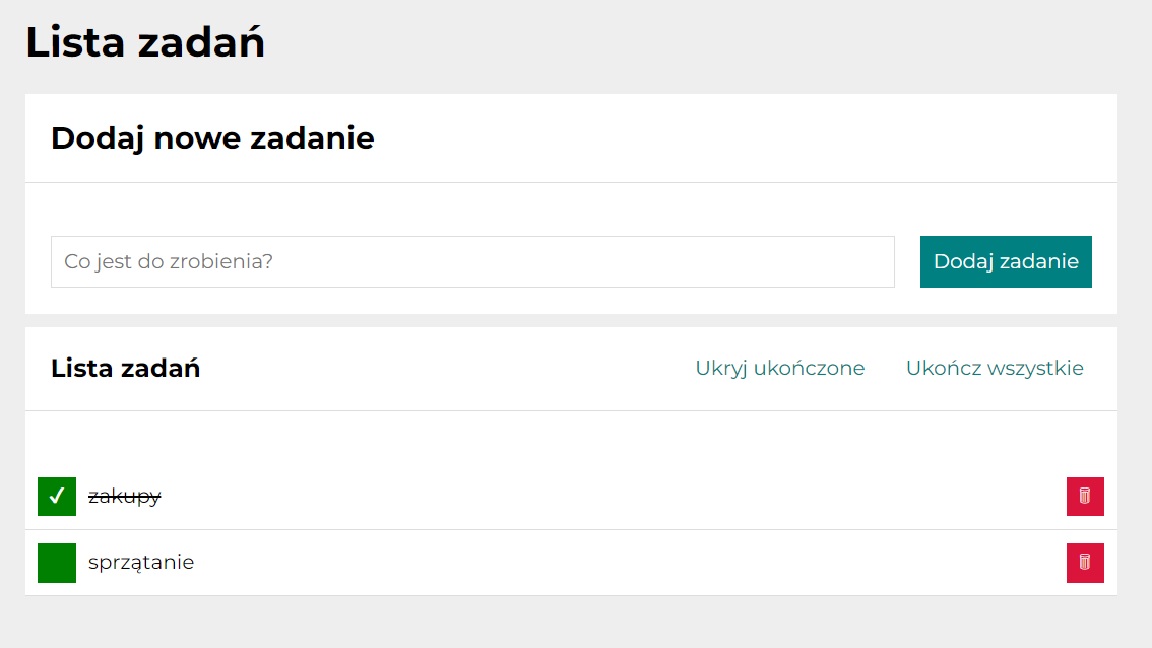 Lista zadań
Dodaj nowe zadanie
Co jest do zrobienia?
Dodaj zadanie
Lista zadań
Ukryj ukończone
Ukończ wszystkie
zakupy
sprzątanie